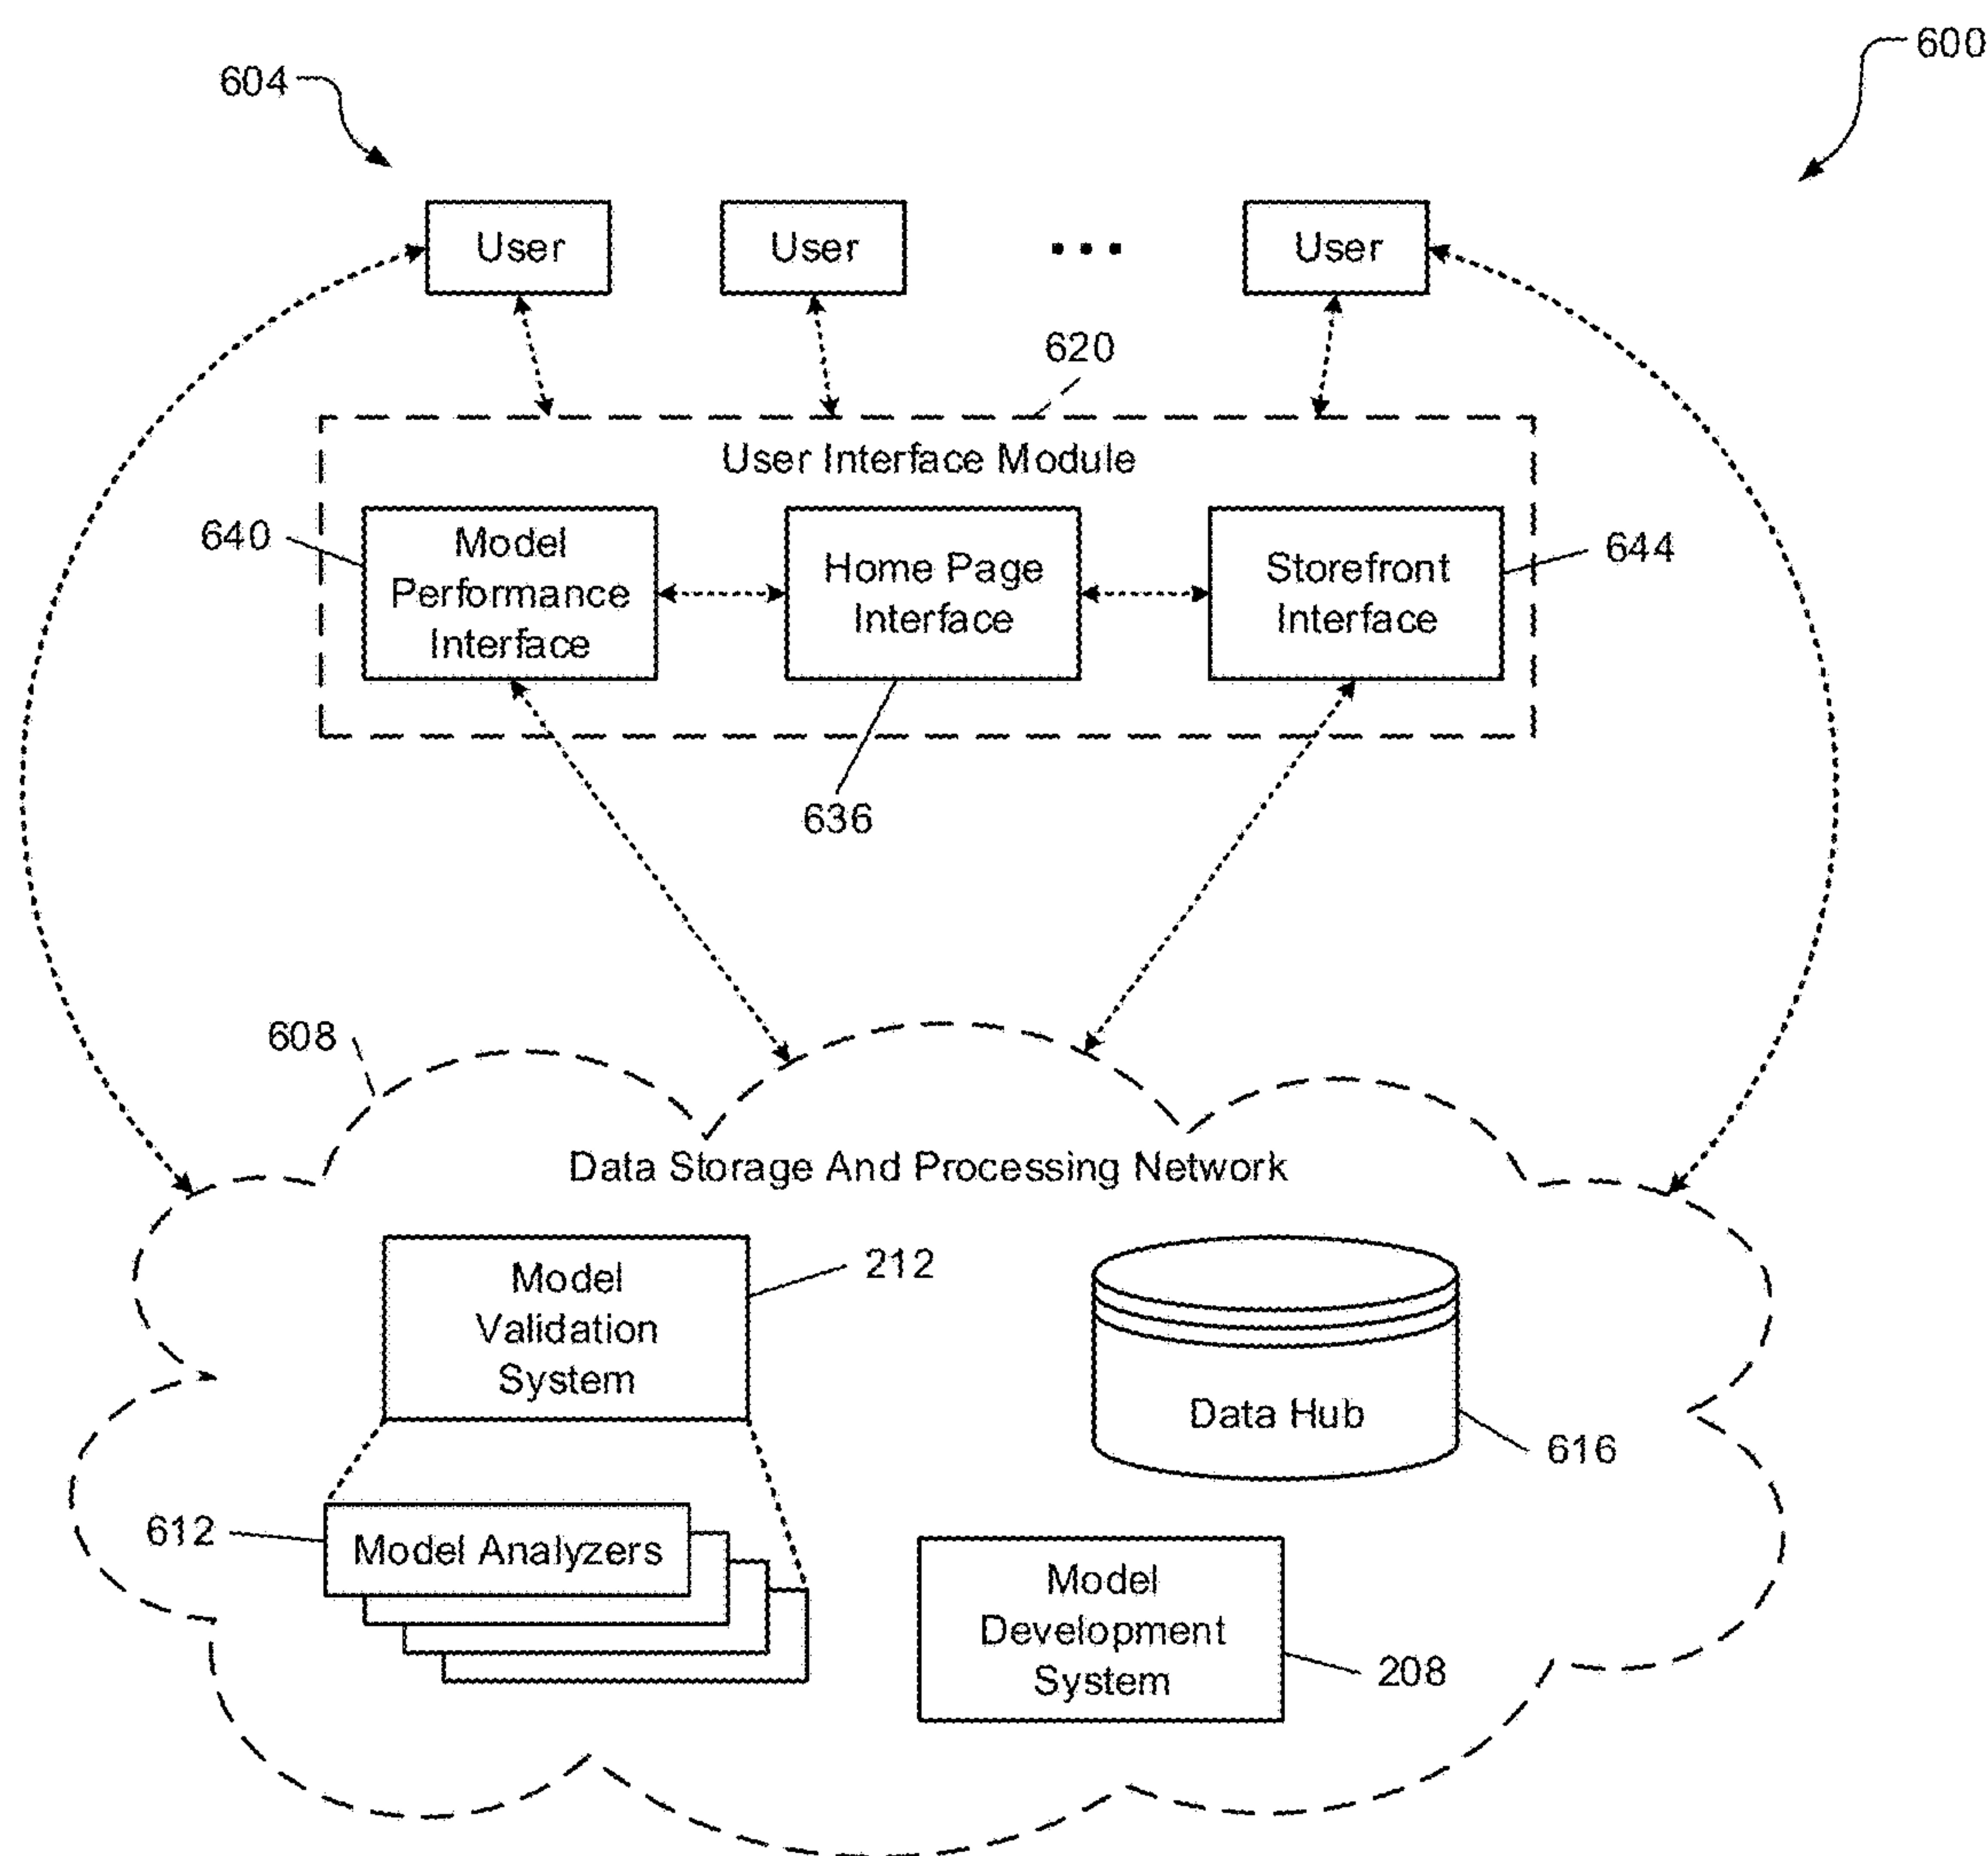 600
604
User
User
...
User
620
User Interface Module
640
Model
Performance
Interface
Home Page
Interface
Storefront
Interface
644
636
608
Data Storage And Processing Network
Model
Validation
System
212
Data Hub
616
612
Model Analyzers
Model
Development
System
208